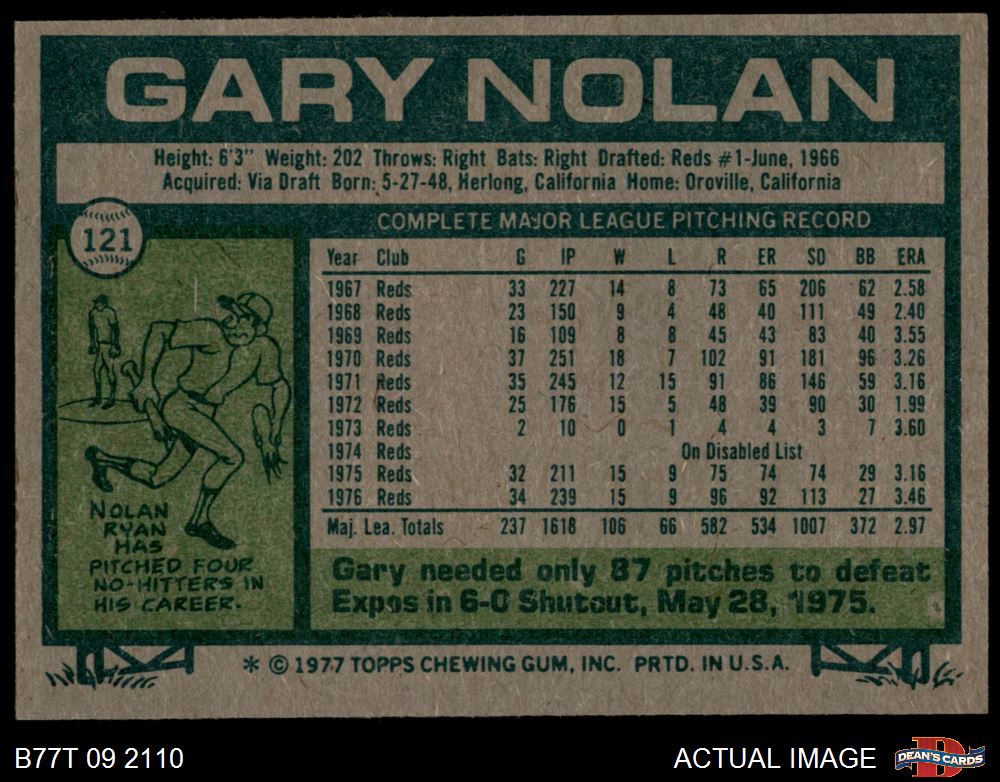 GARY NOLAN
Height: 6'3" Weight: 202 Throws: Right Bats: Right Drafted: Reds #1-June, 1966
Acquired: Via Draft Born: 5-27-48, Herlong, California Home: Oroville, California
121
COMPLETE MAJOR LEAGUE PITCHING RECORD
Year Club G IP W L R ER SO BB ERA
1967 Reds 33 227 14 8 73 65 206 62 2.58
1968 Reds 23 150 9 4 48 40 111 49 2.40
1969 Reds 16 109 8 8 45 43 83 40 3.55
1970 Reds 37 251 18 7 102 91 181 96 3.26
1971 Reds 35 245 12 15 91 86 146 59 3.16
1972 Reds 25 176 15 5 48 39 90 30 1.99
1973 Reds 2 10 0 1 4 4 3 7 3.60
1974 Reds On Disabled List
1975 Reds 32 211 15 9 75 74 74 29 3.16
1976 Reds 34 239 15 9 96 92 113 27 3.46
Maj. Lea. Totals 237 1618 106 66 582 534 1007 372 2.97
NOLAN
RYAN
HAS
PITCHED FOUR
NO-HITTERS IN
HIS CAREER.
Gary needed only 87 pitches to defeat
Expos in 6-0 Shutout, May 28, 1975.
* © 1977 TOPPS CHEWING GUM, INC. PRTD. IN U.S.A.
B77T 09 2110
ACTUAL IMAGE
D
DEAN'S CARDS